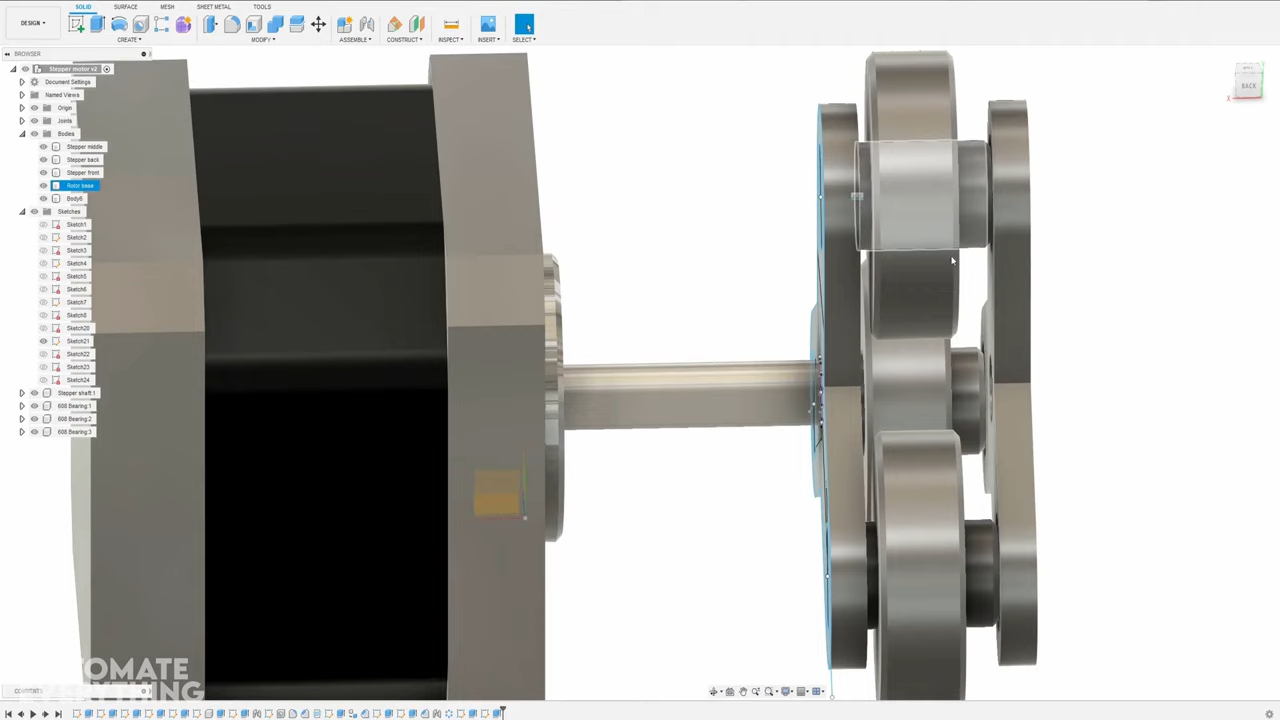 SOLID SURFACE MESH SHEET METAL TOOLS
DESIGN
CREATE MODIFY ASSEMBLE CONSTRUCT INSPECT INSERT SELECT
BROWSER
Stepper motor v2
Document Settings
Named Views
Origin
Joints
Bodies
Stepper middle
Stepper back
Stepper front
Rotor base
Body6
Sketches
Sketch1
Sketch2
Sketch3
Sketch4
Sketch5
Sketch6
Sketch7
Sketch8
Sketch20
Sketch21
Sketch22
Sketch23
Sketch24
Stepper shaft:1
608 Bearing:1
608 Bearing:2
608 Bearing:3
BACK
X
COMMENTS